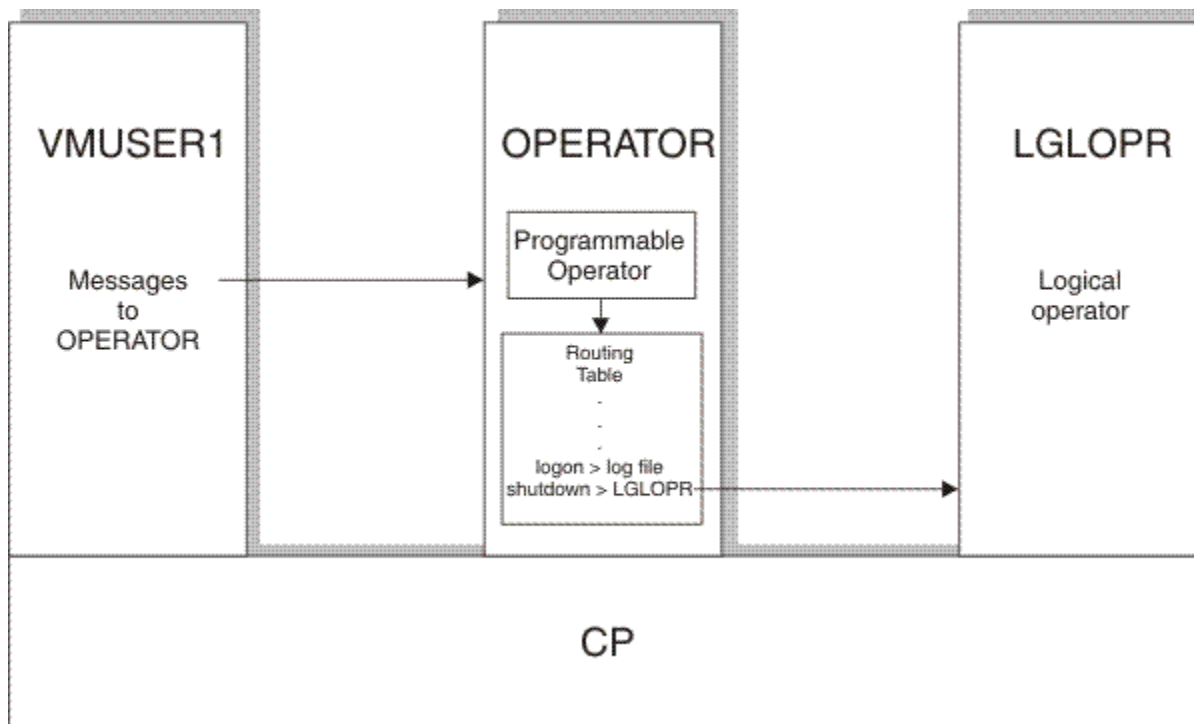 VMUSER1
Messages
to
OPERATOR
OPERATOR
Programmable
Operator
Routing
Table
.
.
.
logon > log file
shutdown > LGLOPR
LGLOPR
Logical
operator
CP